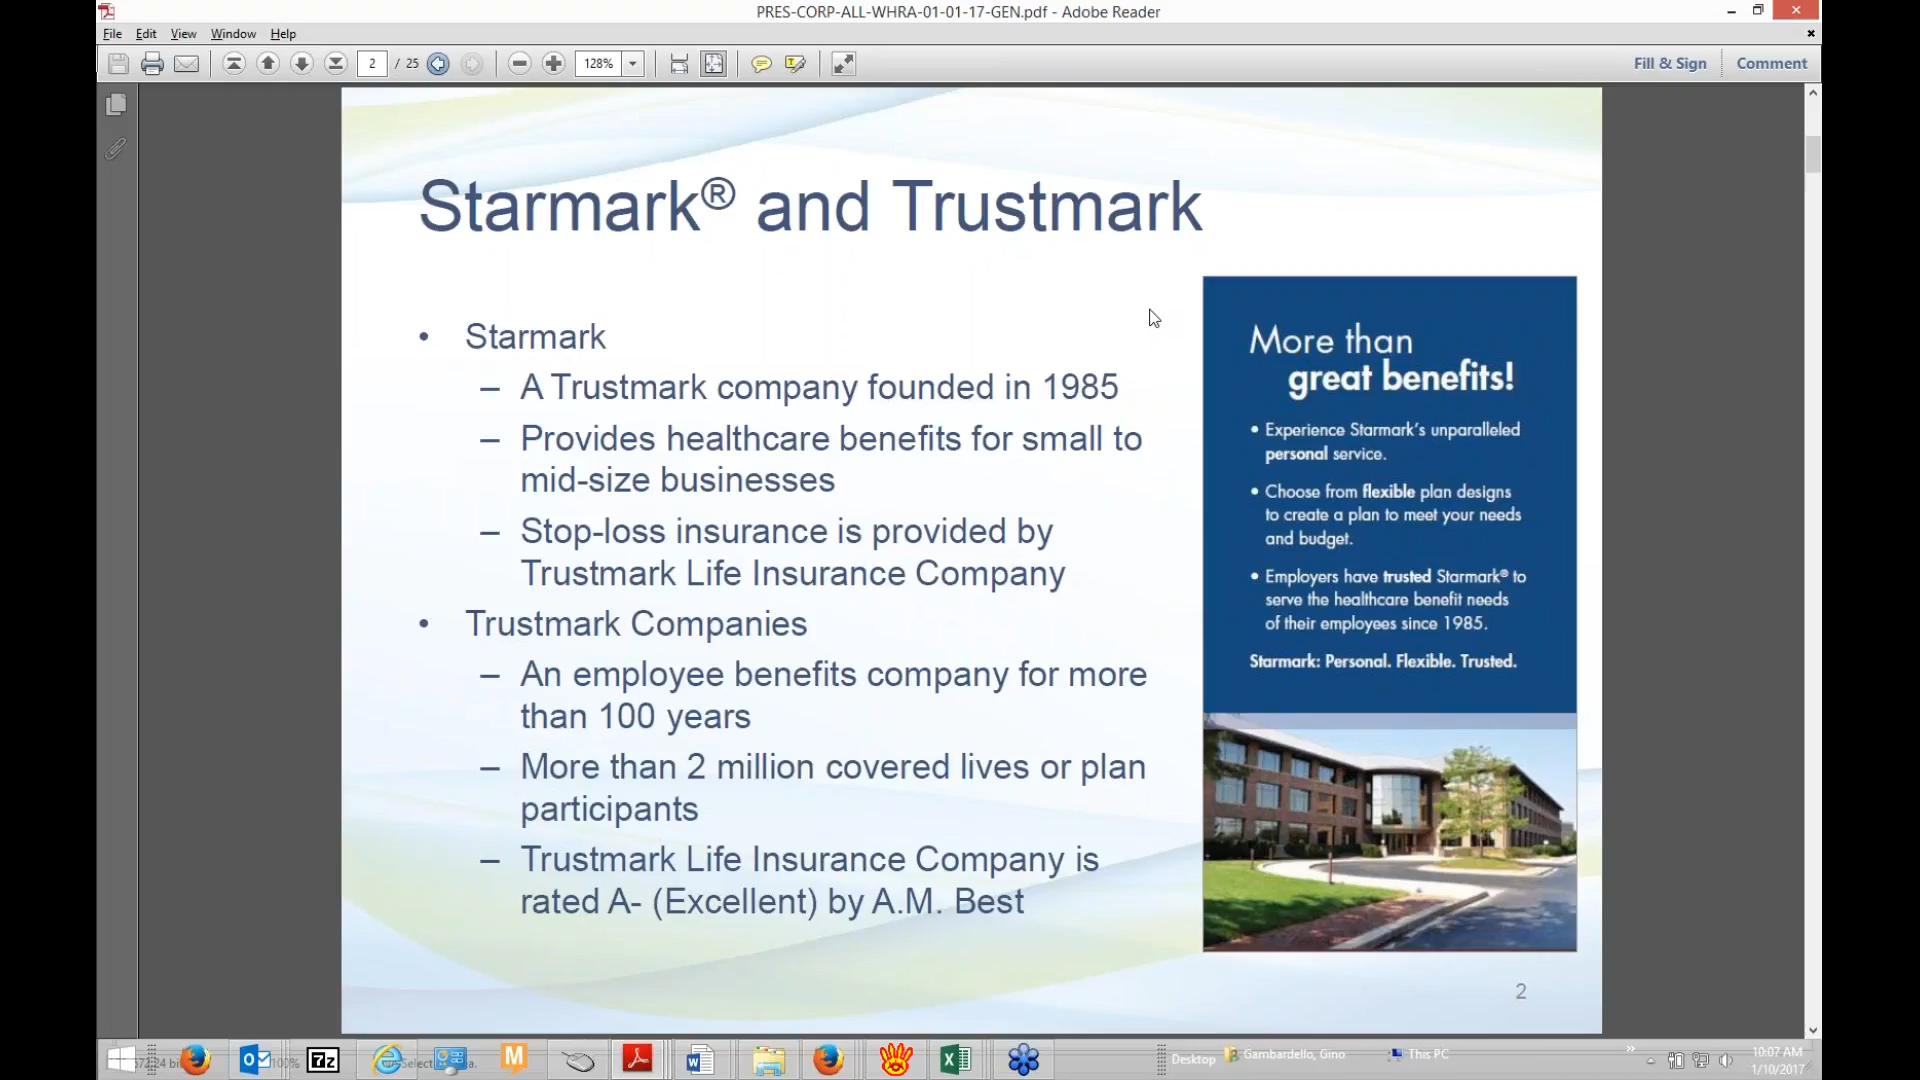 PRES-CORP-ALL-WHRA-01-01-17-GEN.pdf - Adobe Reader
File Edit View Window Help
2 / 25 128% Fill & Sign Comment
Starmark® and Trustmark
• Starmark
– A Trustmark company founded in 1985
– Provides healthcare benefits for small to
mid-size businesses
– Stop-loss insurance is provided by
Trustmark Life Insurance Company
• Trustmark Companies
– An employee benefits company for more
than 100 years
– More than 2 million covered lives or plan
participants
– Trustmark Life Insurance Company is
rated A- (Excellent) by A.M. Best
More than
great benefits!
• Experience Starmark's unparalleled
personal service.
• Choose from flexible plan designs
to create a plan to meet your needs
and budget.
• Employers have trusted Starmark® to
serve the healthcare benefit needs
of their employees since 1985.
Starmark: Personal. Flexible. Trusted.
2
Desktop Gambardello, Gino This PC
10:07 AM
1/10/2017